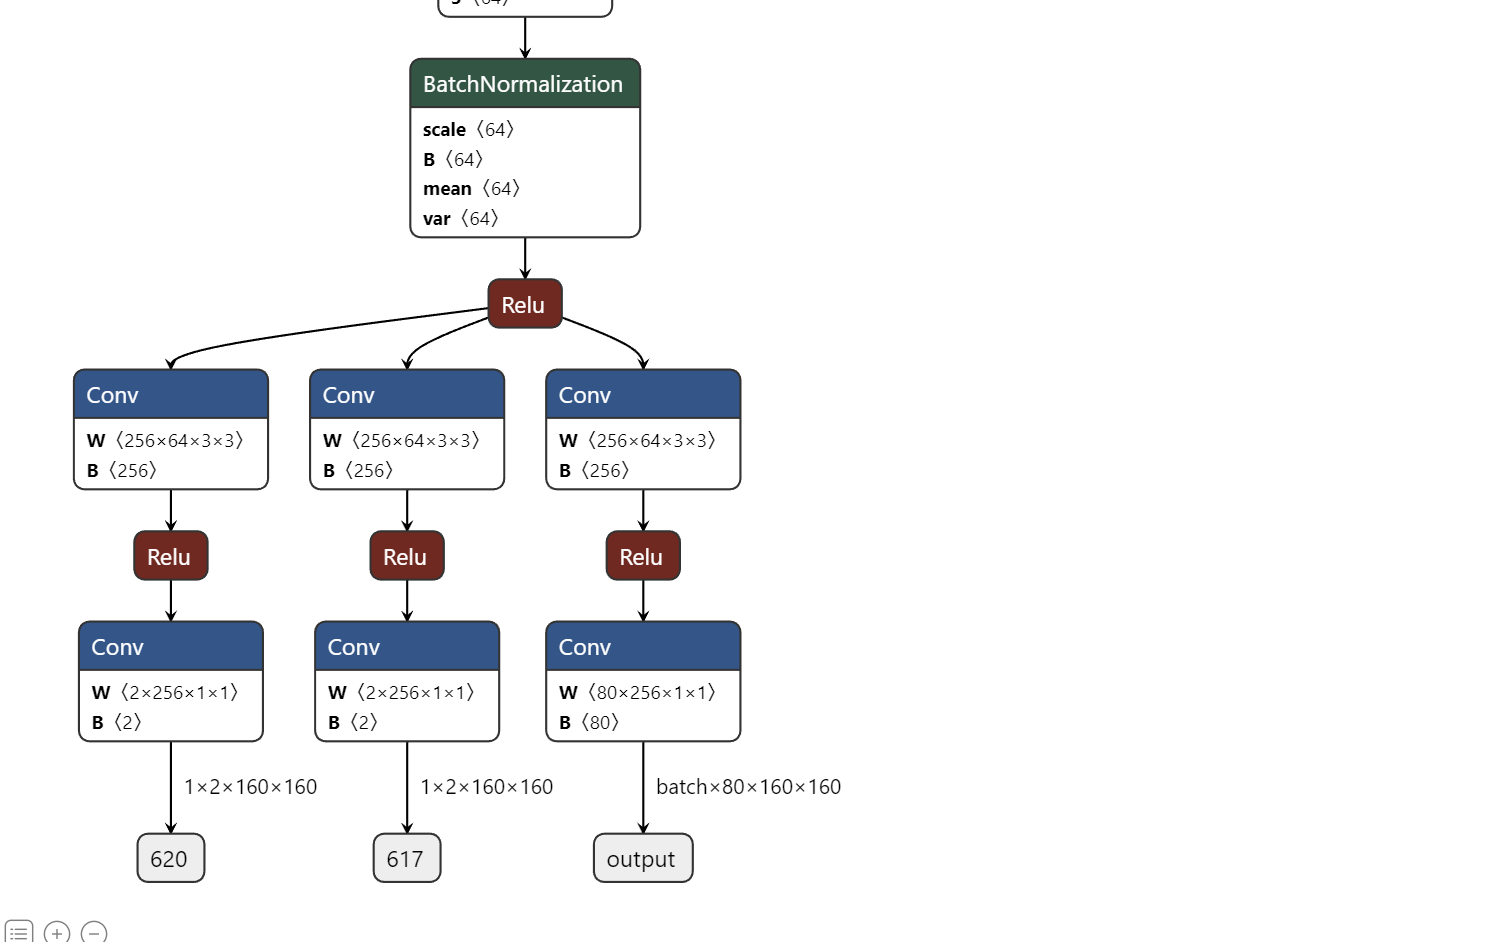 BatchNormalization
scale 〈64〉
B 〈64〉
mean 〈64〉
var 〈64〉
Relu
Conv
W 〈256×64×3×3〉
B 〈256〉
Conv
W 〈256×64×3×3〉
B 〈256〉
Conv
W 〈256×64×3×3〉
B 〈256〉
Relu
Relu
Relu
Conv
W 〈2×256×1×1〉
B 〈2〉
Conv
W 〈2×256×1×1〉
B 〈2〉
Conv
W 〈80×256×1×1〉
B 〈80〉
1×2×160×160
1×2×160×160
batch×80×160×160
620
617
output